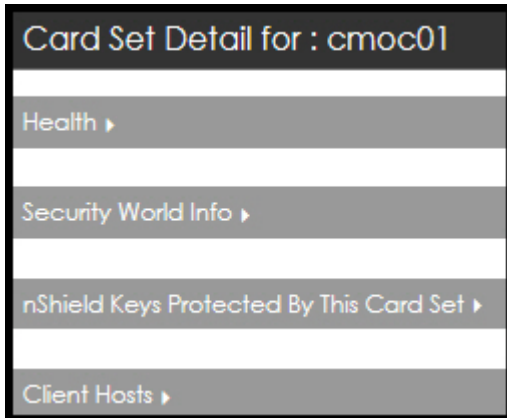 Card Set Detail for : cmoc01
Health
Security World Info
nShield Keys Protected By This Card Set
Client Hosts